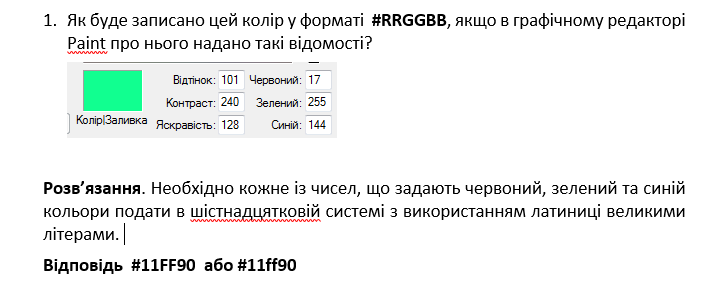 1. Як буде записано цей колір у форматі #RRGGBB, якщо в графічному редакторі
Paint про нього надано такі відомості?
Відтінок: 101 Червоний: 17
Контраст: 240 Зелений: 255
Колір|Заливка Яскравість: 128 Синій: 144
Розв’язання. Необхідно кожне із чисел, що задають червоний, зелений та синій
кольори подати в шістнадцятковій системі з використанням латиниці великими
літерами.
Відповідь #11FF90 або #11ff90